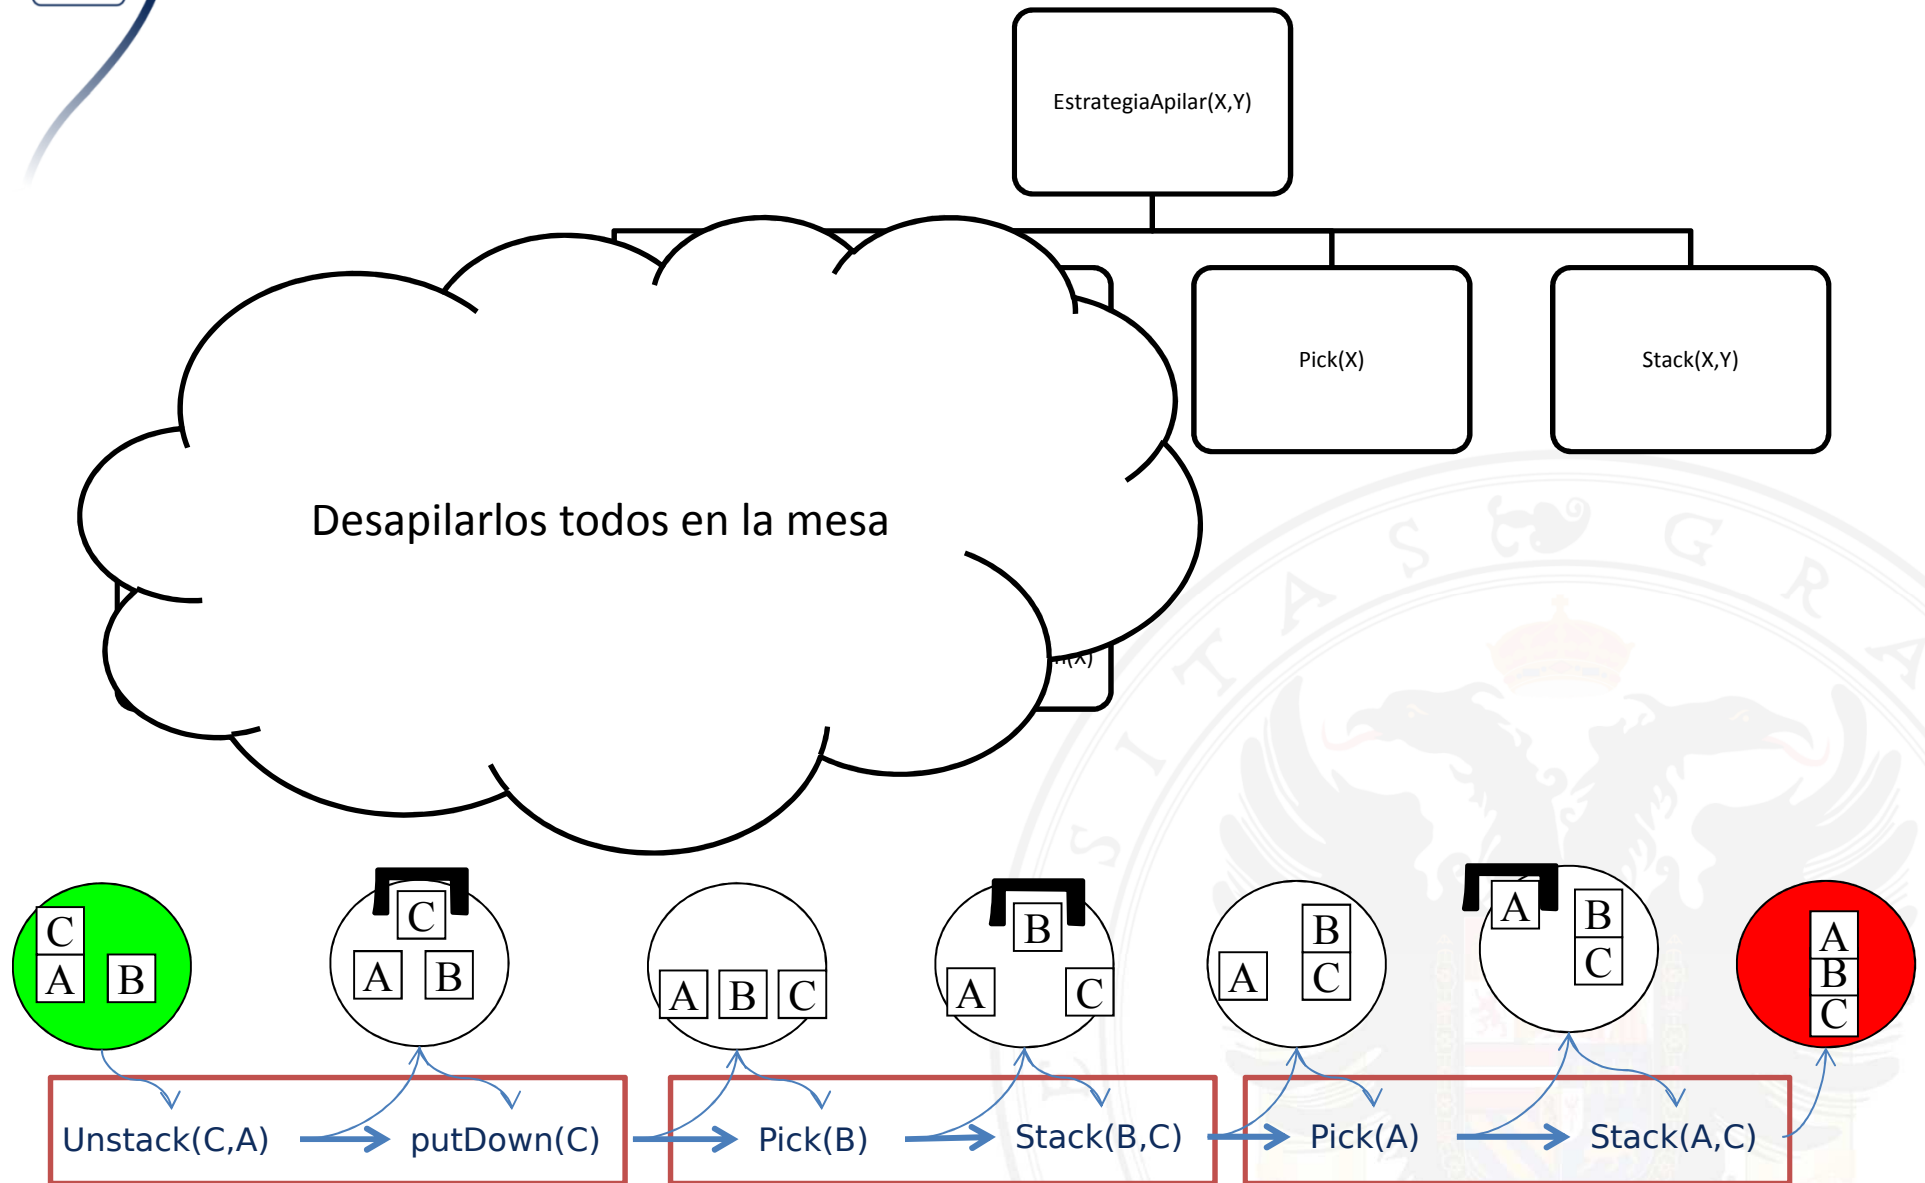 EstrategiaApilar(X,Y)
Pick(X)
Stack(X,Y)
Desapilarlos todos en la mesa
n(X)
C
A B
C
A B
A B C
B
A C
B
A C
A B
C
A
B
C
Unstack(C,A) putDown(C) Pick(B) Stack(B,C) Pick(A) Stack(A,C)
S I T A S G R A